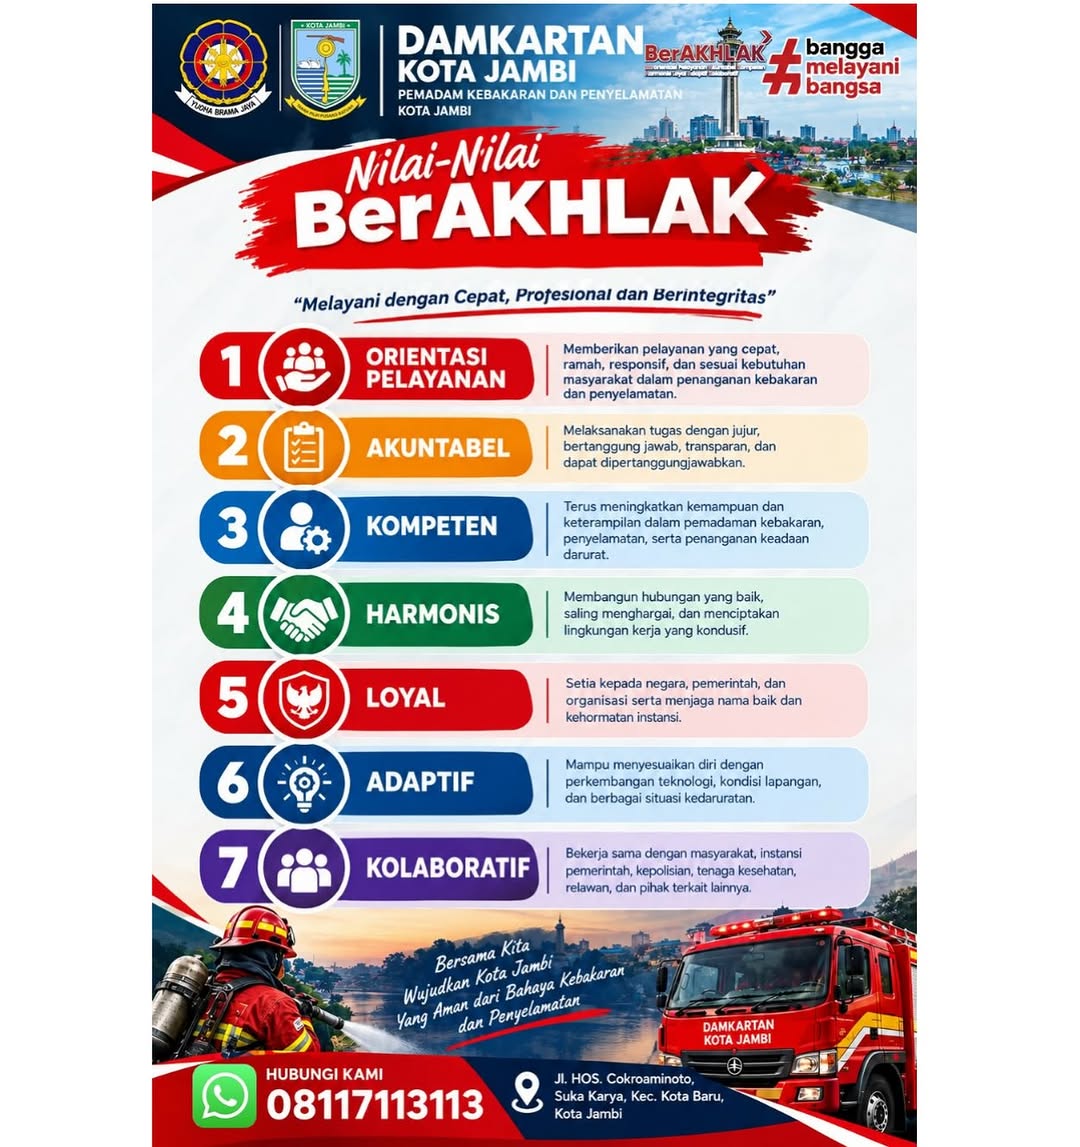 YUDHA BRAMA JAYA
KOTA JAMBI
DAMKARTAN
KOTA JAMBI
PEMADAM KEBAKARAN DAN PENYELAMATAN
KOTA JAMBI
BerAKHLAK
#bangga
melayani
bangsa
Nilai-Nilai
BerAKHLAK
“Melayani dengan Cepat, Profesional dan Berintegritas”
1
ORIENTASI
PELAYANAN
Memberikan pelayanan yang cepat,
ramah, responsif, dan sesuai kebutuhan
masyarakat dalam penanganan kebakaran
dan penyelamatan.
2
AKUNTABEL
Melaksanakan tugas dengan jujur,
bertanggung jawab, transparan, dan
dapat dipertanggungjawabkan.
3
KOMPETEN
Terus meningkatkan kemampuan dan
keterampilan dalam pemadaman kebakaran,
penyelamatan, serta penanganan keadaan
darurat.
4
HARMONIS
Membangun hubungan yang baik,
saling menghargai, dan menciptakan
lingkungan kerja yang kondusif.
5
LOYAL
Setia kepada negara, pemerintah, dan
organisasi serta menjaga nama baik dan
kehormatan instansi.
6
ADAPTIF
Mampu menyesuaikan diri dengan
perkembangan teknologi, kondisi lapangan,
dan berbagai situasi kedaruratan.
7
KOLABORATIF
Bekerja sama dengan masyarakat, instansi
pemerintah, kepolisian, tenaga kesehatan,
relawan, dan pihak terkait lainnya.
Bersama Kita
Wujudkan Kota Jambi
Yang Aman dari Bahaya Kebakaran
dan Penyelamatan
DAMKARTAN
KOTA JAMBI
HUBUNGI KAMI
08117113113
Jl. HOS. Cokroaminoto,
Suka Karya, Kec. Kota Baru,
Kota Jambi